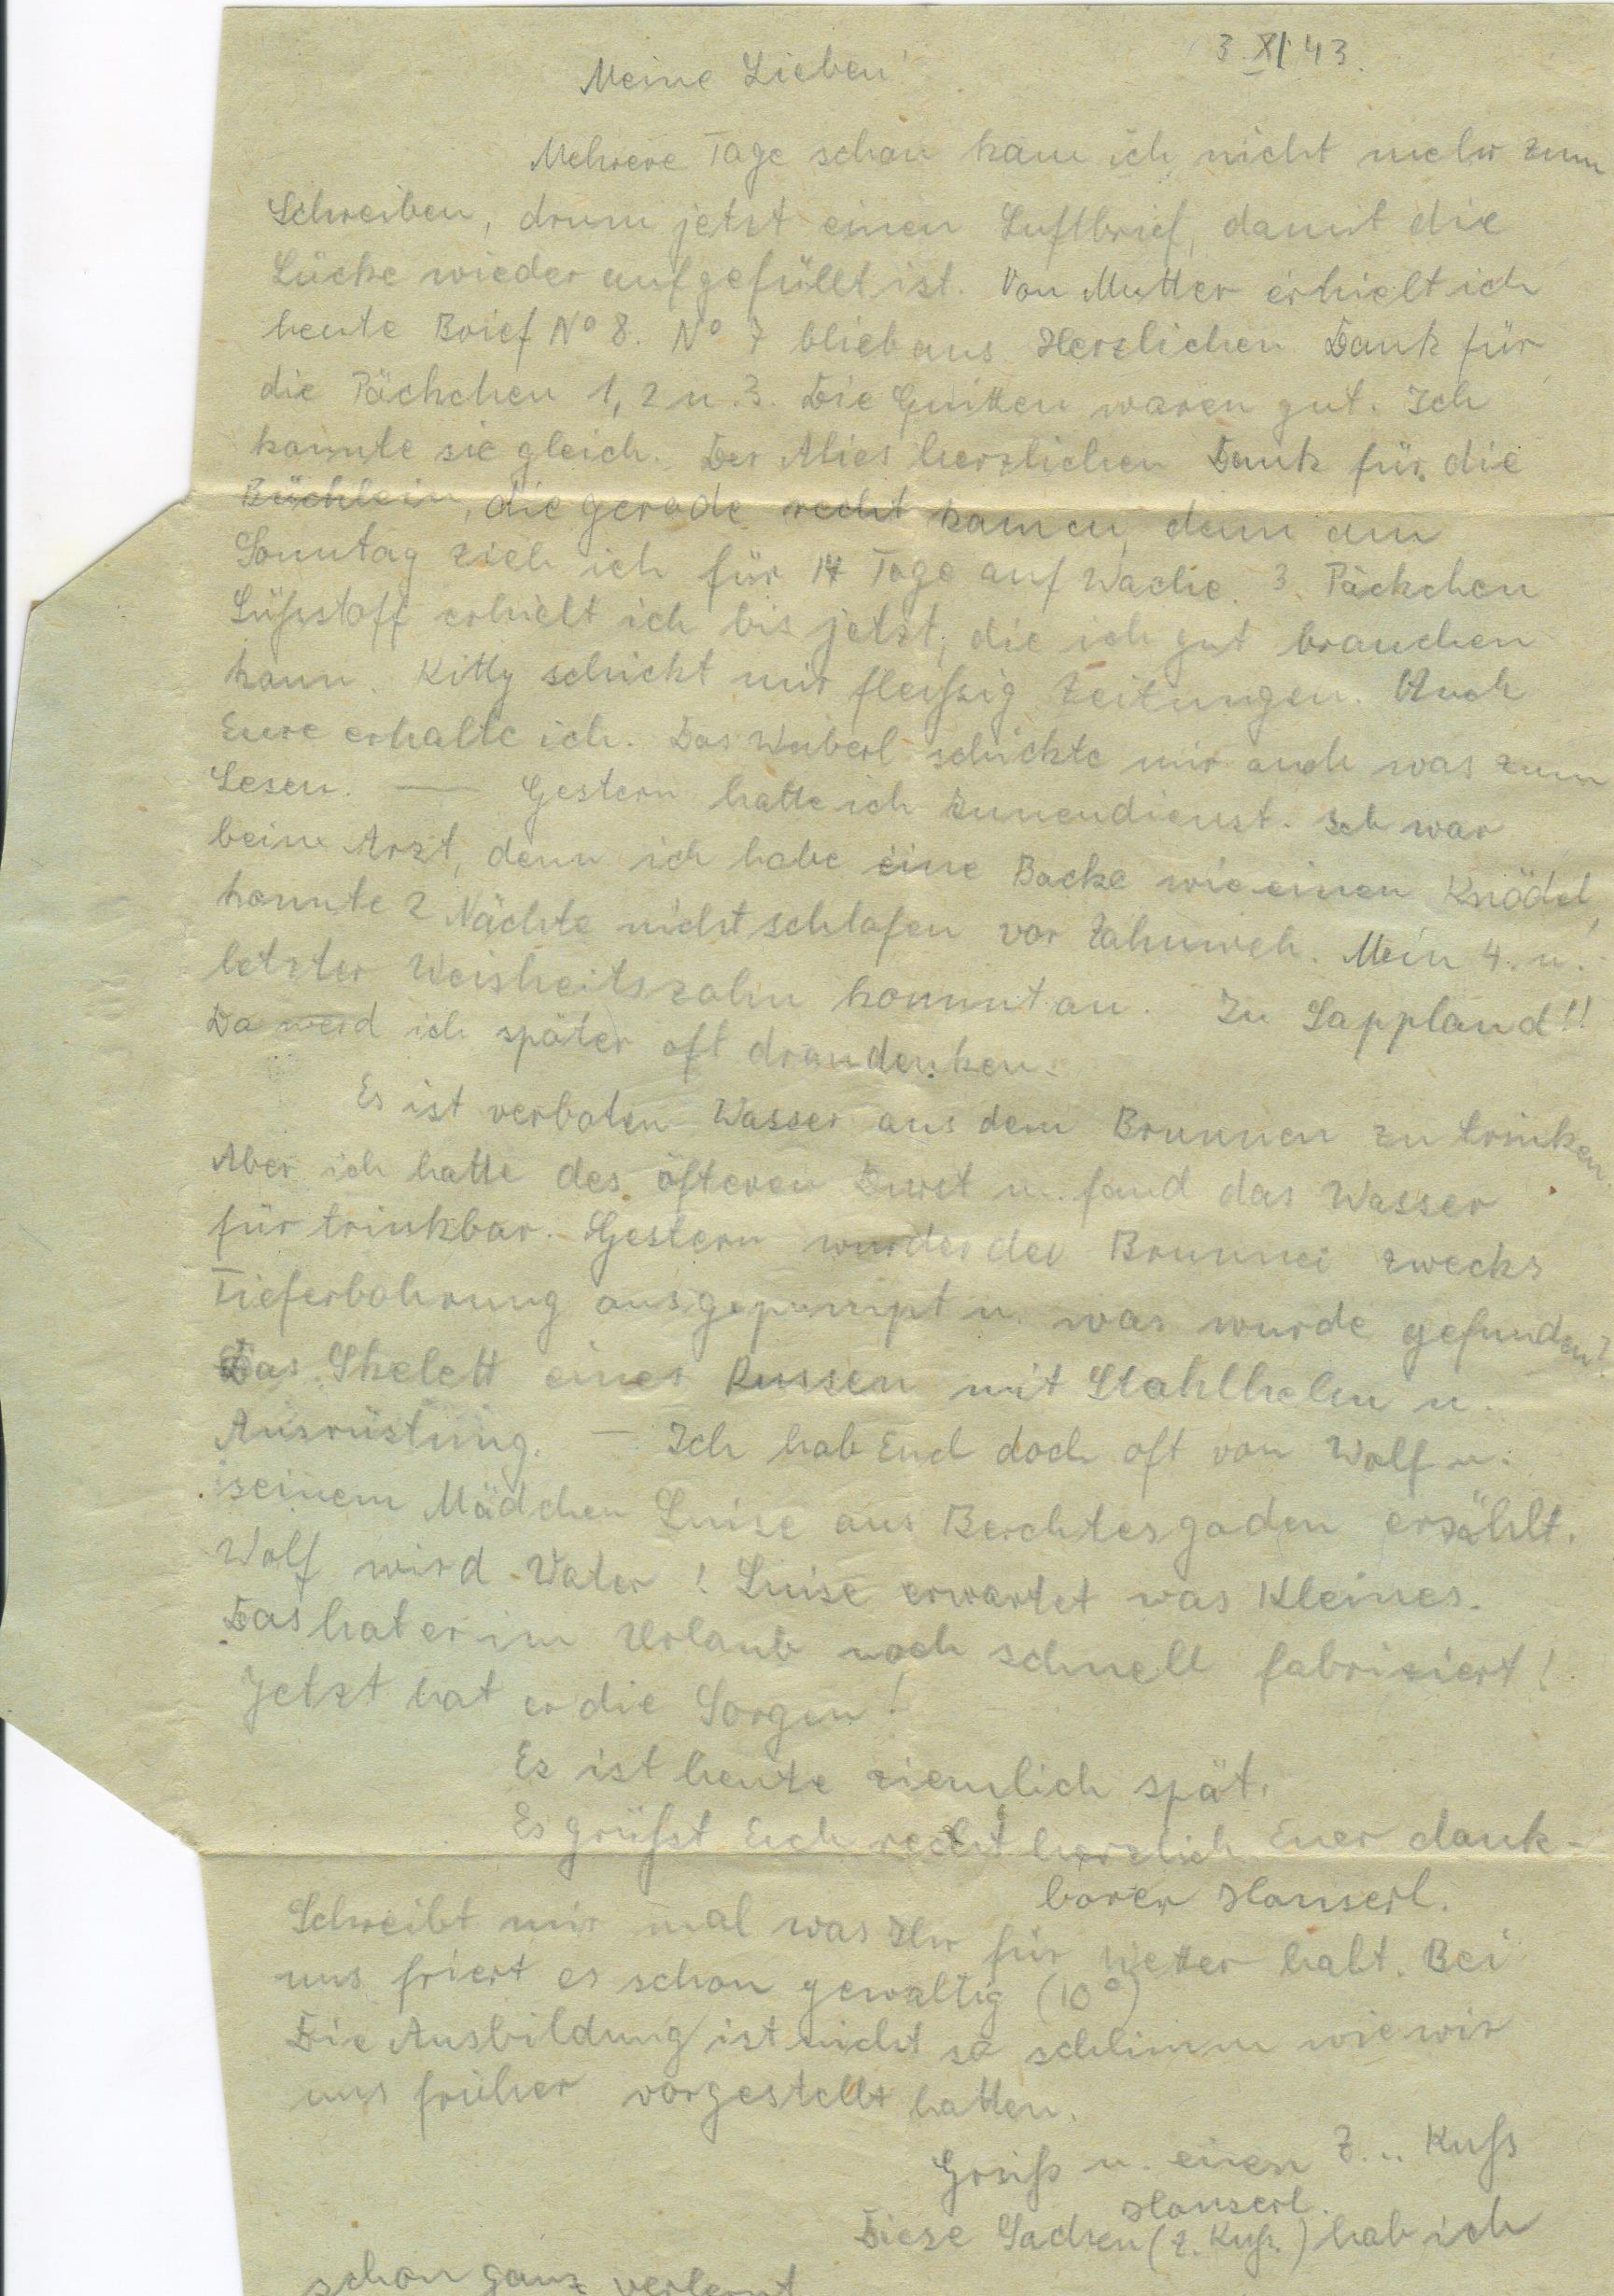 3. XI 43.
Meine Lieben!
Mehrere Tage schon kam ich nicht mehr zum
Schreiben, drum jetzt einen Luftbrief, damit die
Lücke wieder aufgefüllt ist. Von Mutter erhielt ich
heute Brief No 8. No 7 blieb aus. Herzlichen Dank für
die Päckchen 1, 2 u. 3. Die Quitten waren gut. Ich
kannte sie gleich. Der Mies herzlichen Dank für die
Büchlein, die gerade recht kamen, denn am
Sonntag zieh ich für 14 Tage auf Wache. 3 Päckchen
Süßstoff erhielt ich bis jetzt, die ich gut brauchen
kann. Kitty schickt mir fleißig Zeitungen. Auch
Eure erhalte ich. Das Weiberl schickte mir auch was zum
Lesen. — Gestern hatte ich Innendienst. Ich war
beim Arzt, denn ich habe eine Backe wie einen Knödel,
konnte 2 Nächte nicht schlafen vor Zahnweh. Mein 4. u.
letzter Weisheitszahn kommt an. In Lappland!!
Da werd ich später oft drandenken.
Es ist verboten Wasser aus dem Brunnen zu trinken.
Aber ich hatte des öfteren Durst u. fand das Wasser
für trinkbar. Gestern wurde der Brunnen zwecks
Tieferbohrung ausgepumpt u. was wurde gefunden?
Das Skelett eines Russen mit Stahlhelm u.
Ausrüstung. — Ich hab Euch doch oft von Wolf u.
seinem Mädchen Luise aus Berchtesgaden erzählt.
Wolf wird Vater! Luise erwartet was Kleines.
Das hat er im Urlaub noch schnell fabriziert!
Jetzt hat er die Sorgen!
Es ist heute ziemlich spät.
Es grüßt Euch recht herzlich Euer dank-
barer Hanserl.
Schreibt mir mal was Ihr für Wetter habt. Bei
uns friert es schon gewaltig (10°)
Die Ausbildung ist nicht so schlimm wie wir
uns früher vorgestellt hatten.
Gruß u. einen Z... Kuß
Hanserl.
Diese Sachen (z. Kuß.) hab ich
schon ganz verlernt